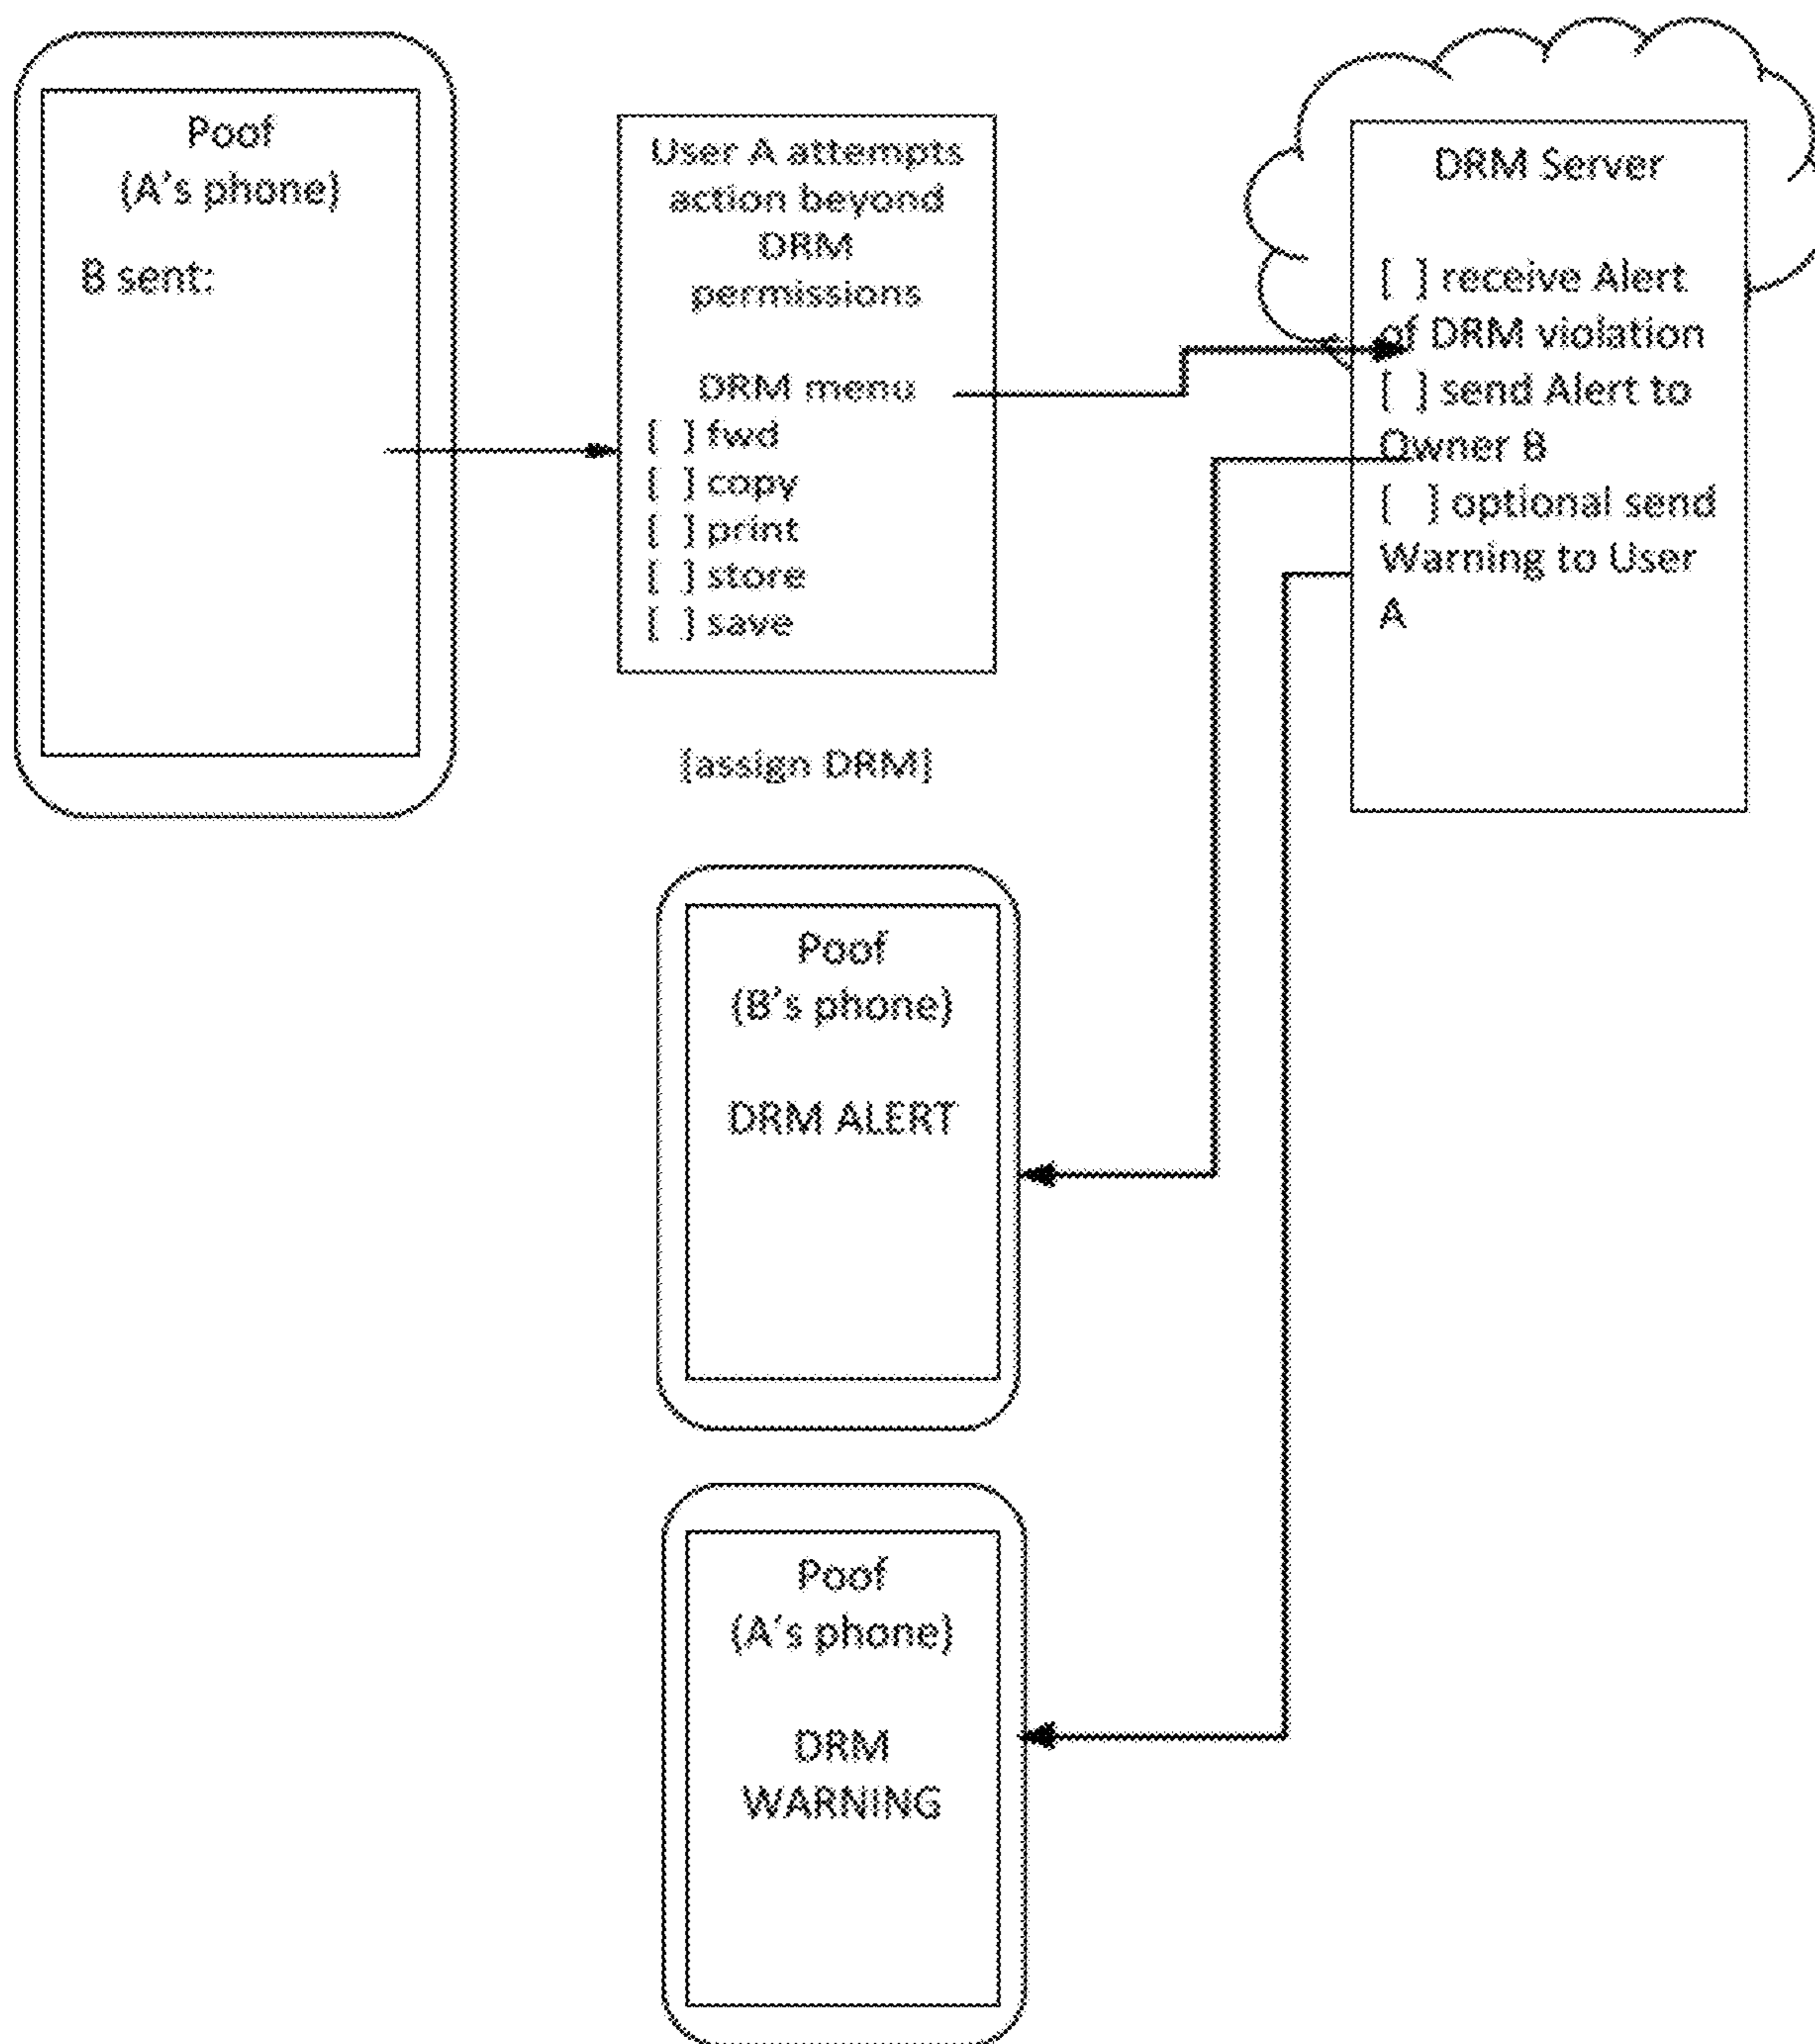 Poof
(A's phone)
B sent:
User A attempts
action beyond
DRM
permissions
DRM menu
[ ] fwd
[ ] copy
[ ] print
[ ] store
[ ] save
[assign DRM]
DRM Server
[ ] receive Alert
of DRM violation
[ ] send Alert to
Owner B
[ ] optional send
Warning to User
A
Poof
(B's phone)
DRM ALERT
Poof
(A's phone)
DRM
WARNING